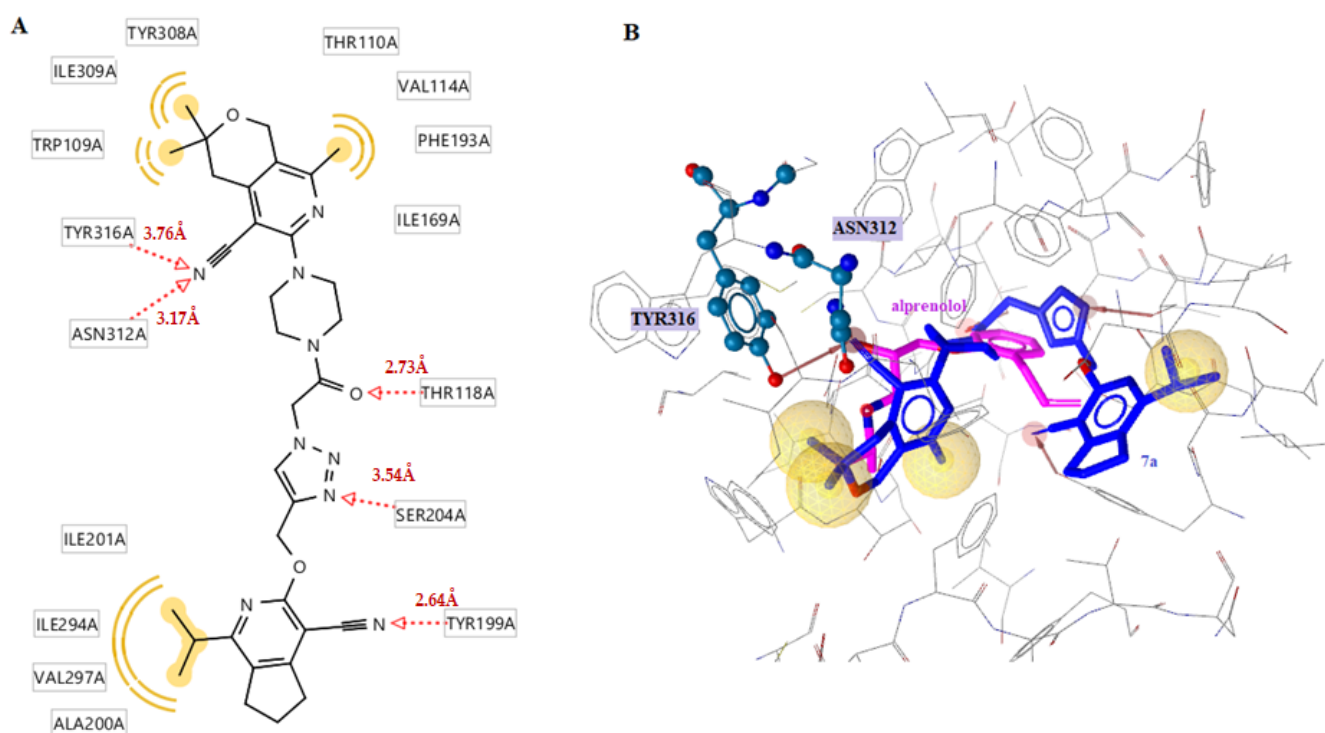 A
TYR308A
THR110A
ILE309A
VAL114A
TRP109A
PHE193A
O
N
TYR316A
3.76Å
ILE169A
N
N
ASN312A
3.17Å
N
2.73Å
O
THR118A
N
N
3.54Å
N
SER204A
ILE201A
O
N
2.64Å
N
TYR199A
ILE294A
VAL297A
ALA200A
B
ASN312
TYR316
alprenolol
7a